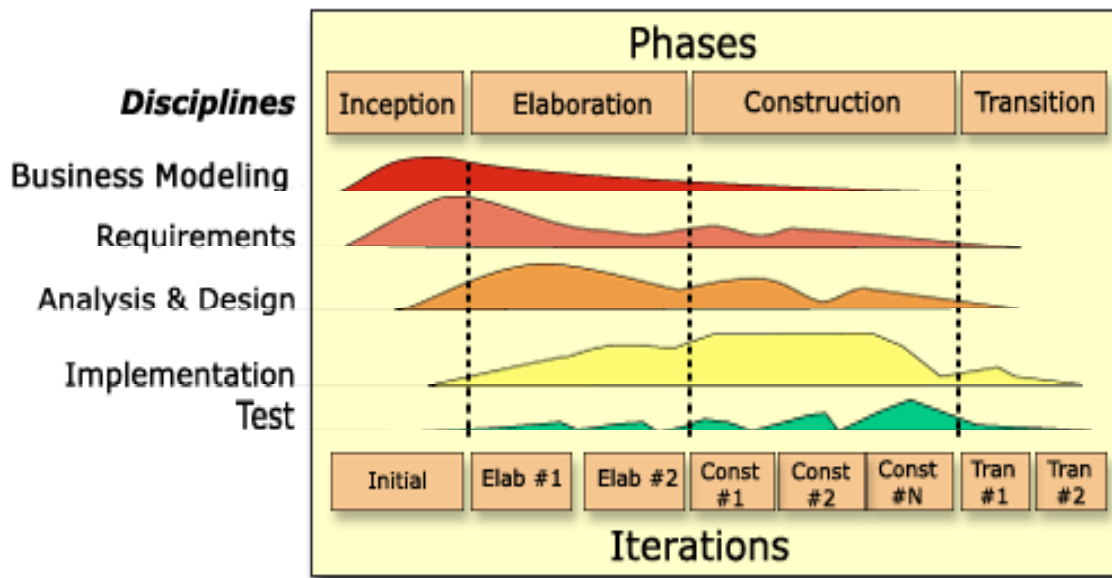 Phases
Disciplines
Inception
Elaboration
Construction
Transition
Business Modeling
Requirements
Analysis & Design
Implementation
Test
Initial
Elab #1
Elab #2
Const
#1
Const
#2
Const
#N
Tran
#1
Tran
#2
Iterations